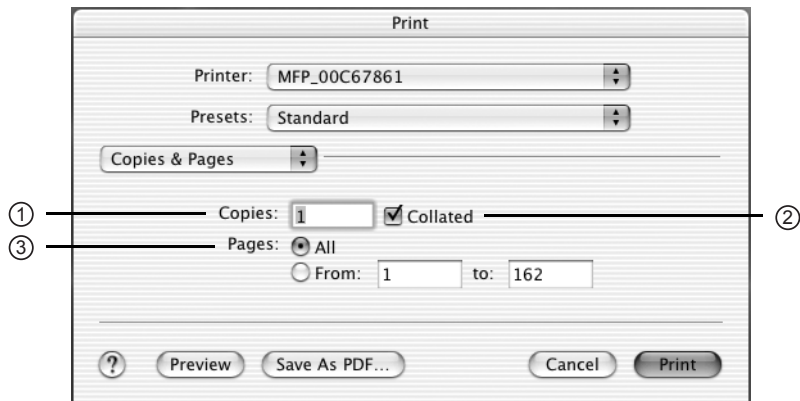 Print
Printer: MFP_00C67861
Presets: Standard
Copies & Pages
① Copies: 1 Collated ②
③ Pages: All
From: 1 to: 162
? Preview Save As PDF... Cancel Print